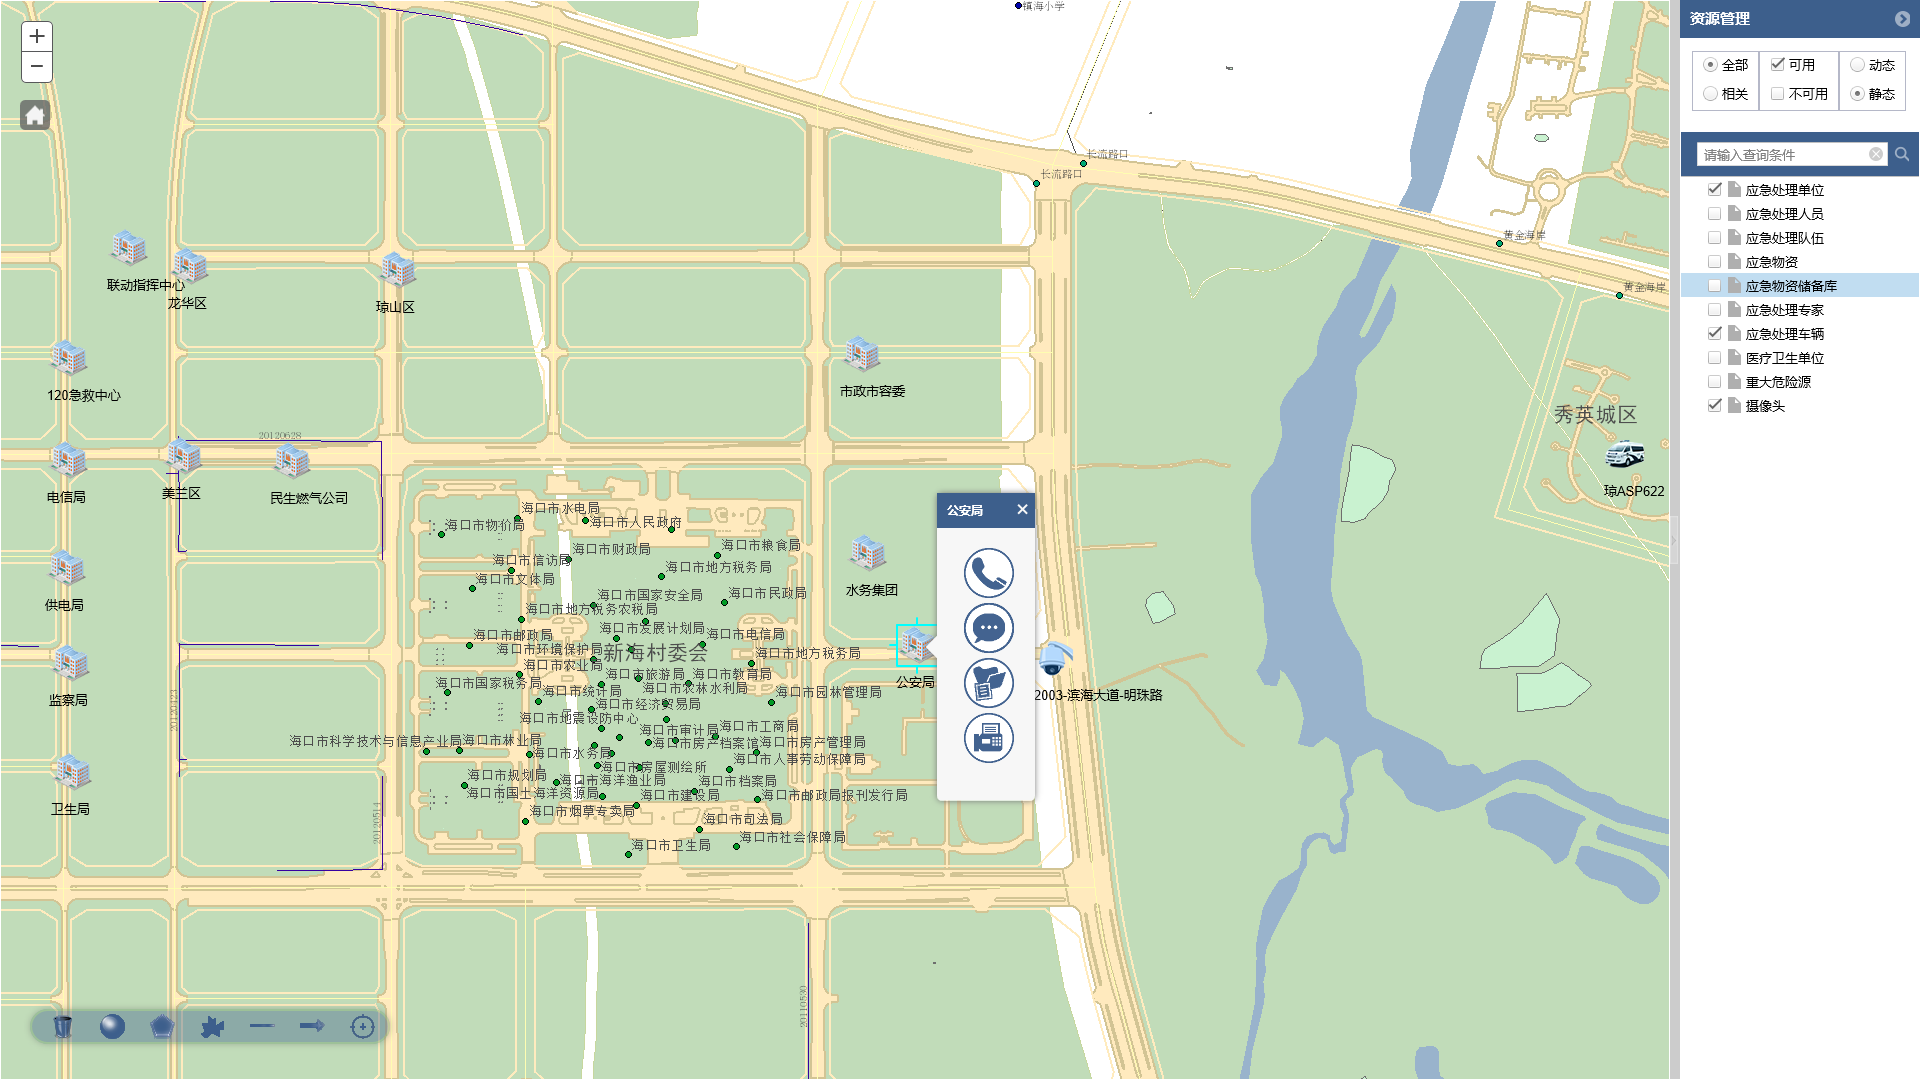 镇海小学
资源管理
全部
可用
动态
相关
不可用
静态
请输入查询条件
应急处理单位
应急处理人员
应急处理队伍
应急物资
应急物资储备库
应急处理专家
应急处理车辆
医疗卫生单位
重大危险源
摄像头
长流路口
长流路口
黄金海岸
黄金海岸
联动指挥中心
龙华区
琼山区
120急救中心
市政市容委
秀英城区
20120628
电信局
美兰区
民生燃气公司
琼ASP622
海口市水电局
海口市物价局
海口市人民政府
公安局
海口市财政局
海口市粮食局
海口市信访局
海口市地方税务局
海口市文体局
水务集团
海口市国家安全局
海口市民政局
供电局
海口市地方税务农税局
海口市发展计划局
海口市邮政局
海口市电信局
海口市环境保护局
新海村委会
海口市地方税务局
海口市农业局
海口市旅游局
海口市教育局
公安局
海口市国家税务局
海口市统计局
海口市农林水利局
海口市园林管理局
2003-滨海大道-明珠路
监察局
20120423
海口市经济贸易局
海口市地震设防中心
海口市审计局
海口市工商局
海口市科学技术与信息产业局
海口市林业局
海口市房产档案馆
海口市房产管理局
海口市水务局
海口市人事劳动保障局
海口市房屋测绘所
海口市规划局
海口市海洋渔业局
海口市档案局
海口市国土海洋资源局
海口市建设局
海口市邮政局报刊发行局
卫生局
20120514
海口市烟草专卖局
海口市司法局
海口市社会保障局
海口市卫生局
20110530